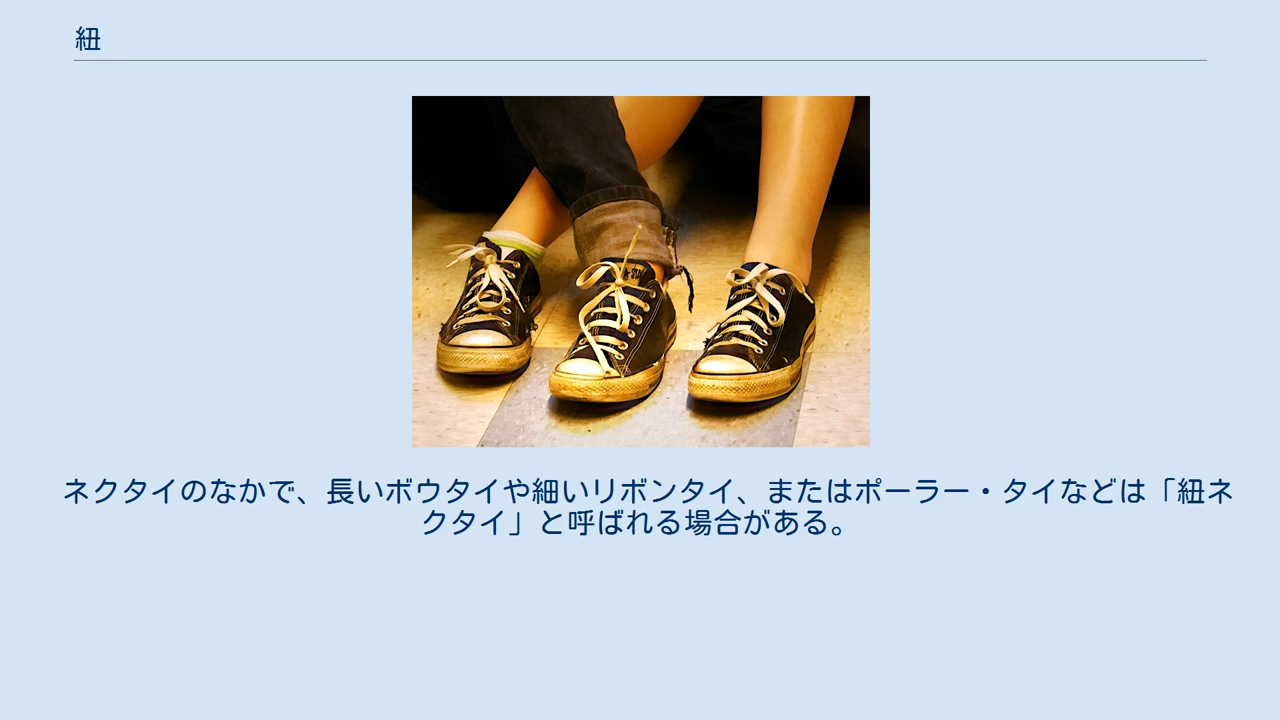 紐
ネクタイのなかで、長いボウタイや細いリボンタイ、またはポーラー・タイなどは「紐ネ
クタイ」と呼ばれる場合がある。